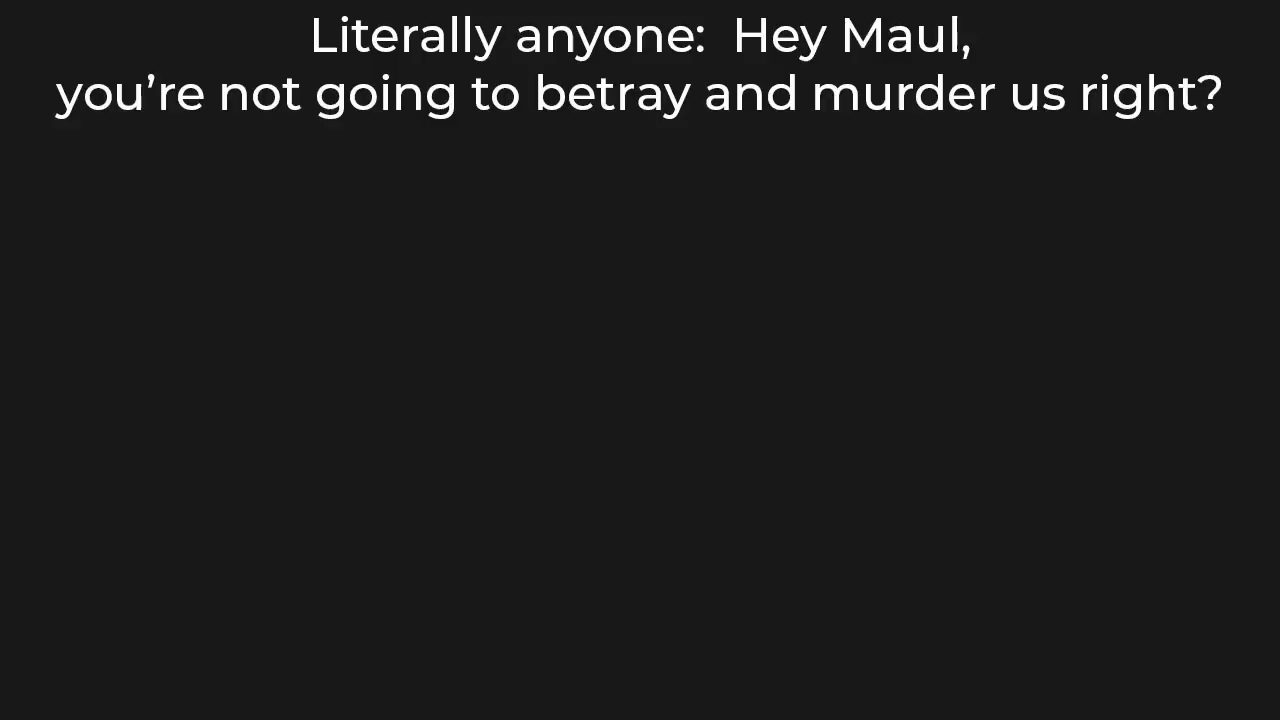 Literally anyone:  Hey Maul,
you’re not going to betray and murder us right?